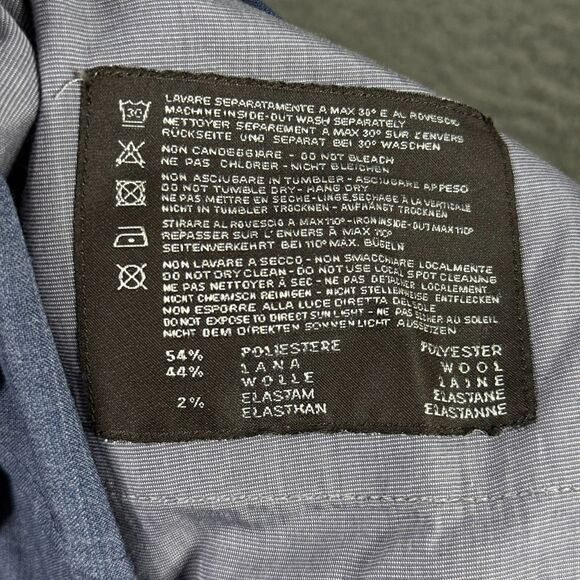 30
LAVARE SEPARATAMENTE A MAX 30° E AL ROVESCIO
MACHINE INSIDE-OUT WASH SEPARATELY
NETTOYER SEPAREMENT A MAX 30° SUR L'ENVERS
RÜCKSEITE UND SEPARAT BEI 30° WASCHEN
NON CANDEGGIARE - DO NOT BLEACH
NE PAS CHLORER - NICHT BLEICHEN
NON ASCIUGARE IN TUMBLER - ASCIUGARE APPESO
DO NOT TUMBLE DRY - HANG DRY
NE PAS METTRE EN SECHE-LINGE, SECHAGE À LA VERTICALE
NICHT IN TUMBLER TROCKNEN - AUFHÄNGT TROCKNEN
STIRARE AL ROVESCIO A MAX 110° - IRON INSIDE-OUT MAX 110°
REPASSER SUR L'ENVERS À MAX 110°
SEITENVERKEHRT BEI 110° MAX. BÜGELN
NON LAVARE A SECCO - NON SMACCHIARE LOCALMENTE
DO NOT DRY CLEAN - DO NOT USE LOCAL SPOT CLEANING
NE PAS NETTOYER À SEC - NE PAS DETACHER LOCALEMENT
NICHT CHEMISCH REINIGEN - NICHT STELLENWEISE ENTFLECKEN
NON ESPORRE ALLA LUCE DIRETTA DEL SOLE
DO NOT EXPOSE TO DIRECT SUN LIGHT - NE PAS SÉCHER AU SOLEIL
NICHT DEM DIREKTEN SONNENLICHT AUSSETZEN
54% POLIESTERE POLYESTER
44% LANA WOOL
WOLLE LAINE
2% ELASTAM ELASTANE
ELASTHAN ELASTANNE